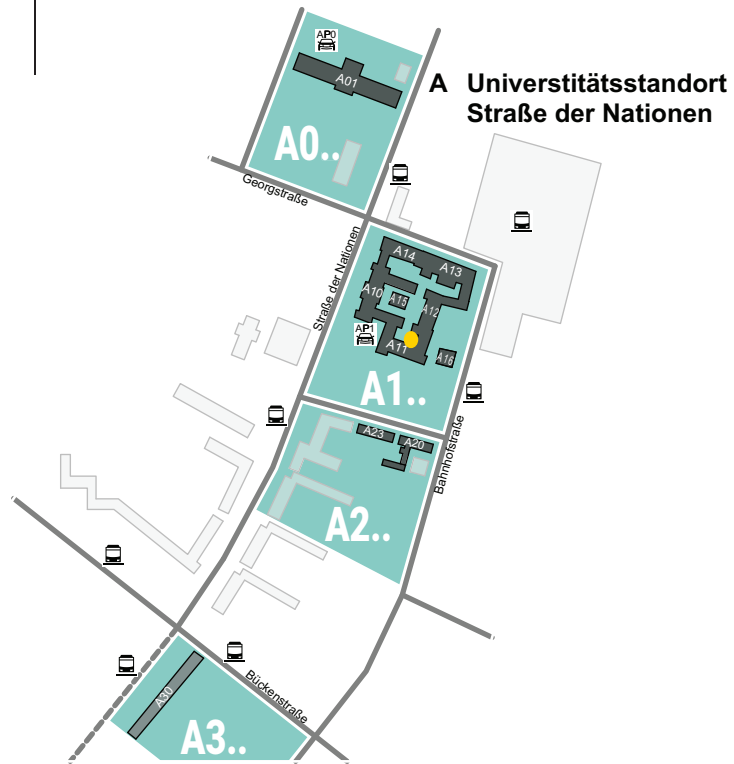 AP0
A01
A Universtitätsstandort
Straße der Nationen
A0..
Georgstraße
Straße der Nationen
A14
A13
A10
A15
A12
AP1
A11
A16
A1..
A23
A20
Bahnhofstraße
A2..
Bückenstraße
A30
A3..